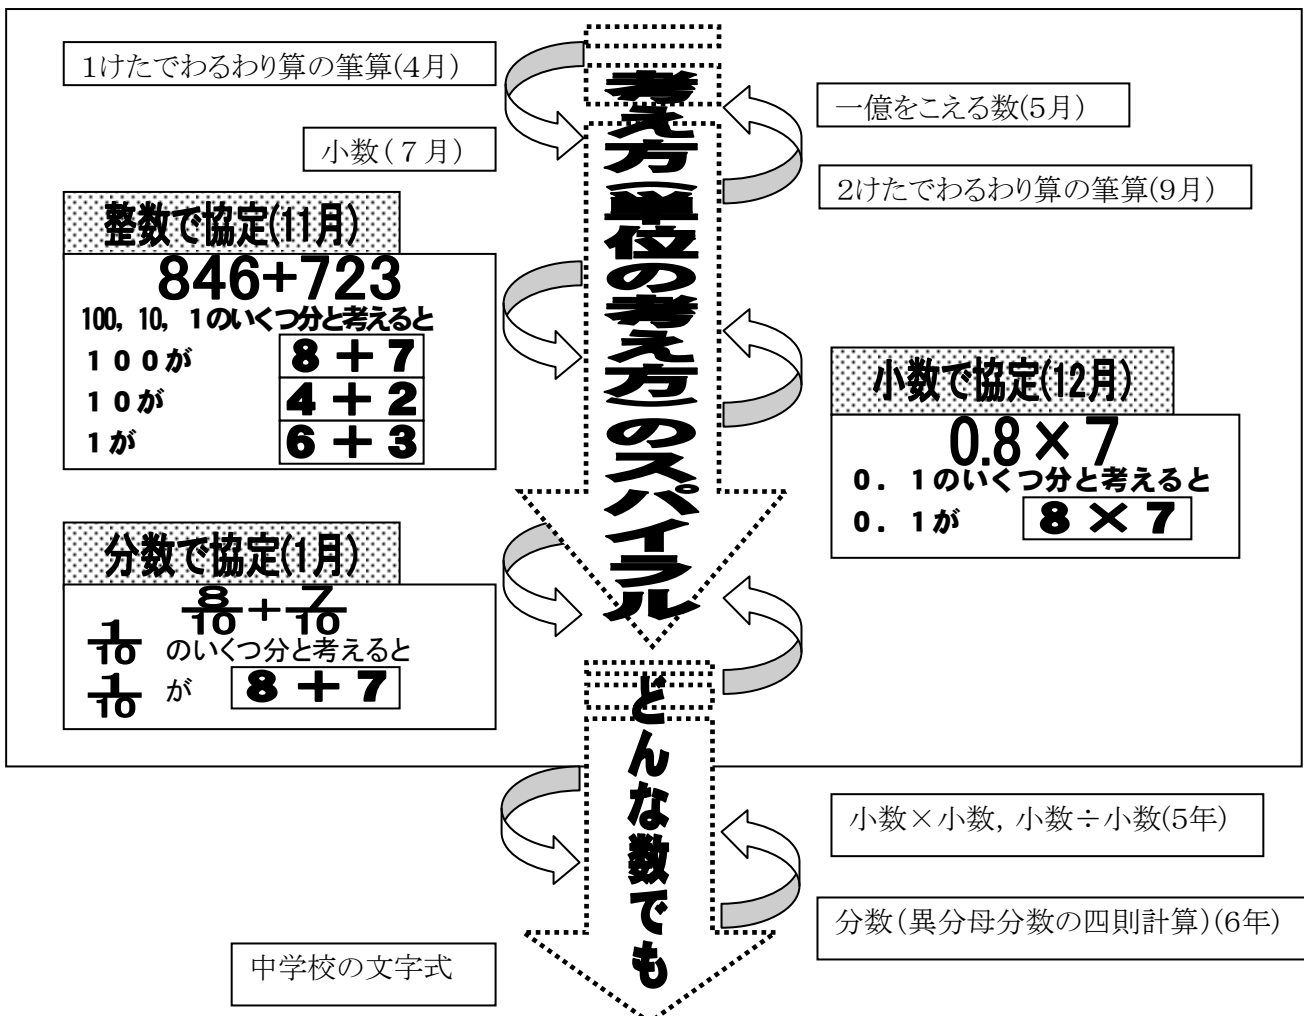 1けたでわるわり算の筆算(4月)
一億をこえる数(5月)
小数(7月)
2けたでわるわり算の筆算(9月)
考え方(単位の考え方)のスパイラル
整数で協定(11月)
846+723
100, 10, 1のいくつ分と考えると
100が 8+7
10が 4+2
1が 6+3
小数で協定(12月)
0.8×7
0.1のいくつ分と考えると
0.1が 8×7
分数で協定(1月)
8/10+7/10
1/10 のいくつ分と考えると
1/10 が 8+7
どんな数でも
小数×小数, 小数÷小数(5年)
分数(異分母分数の四則計算)(6年)
中学校の文字式